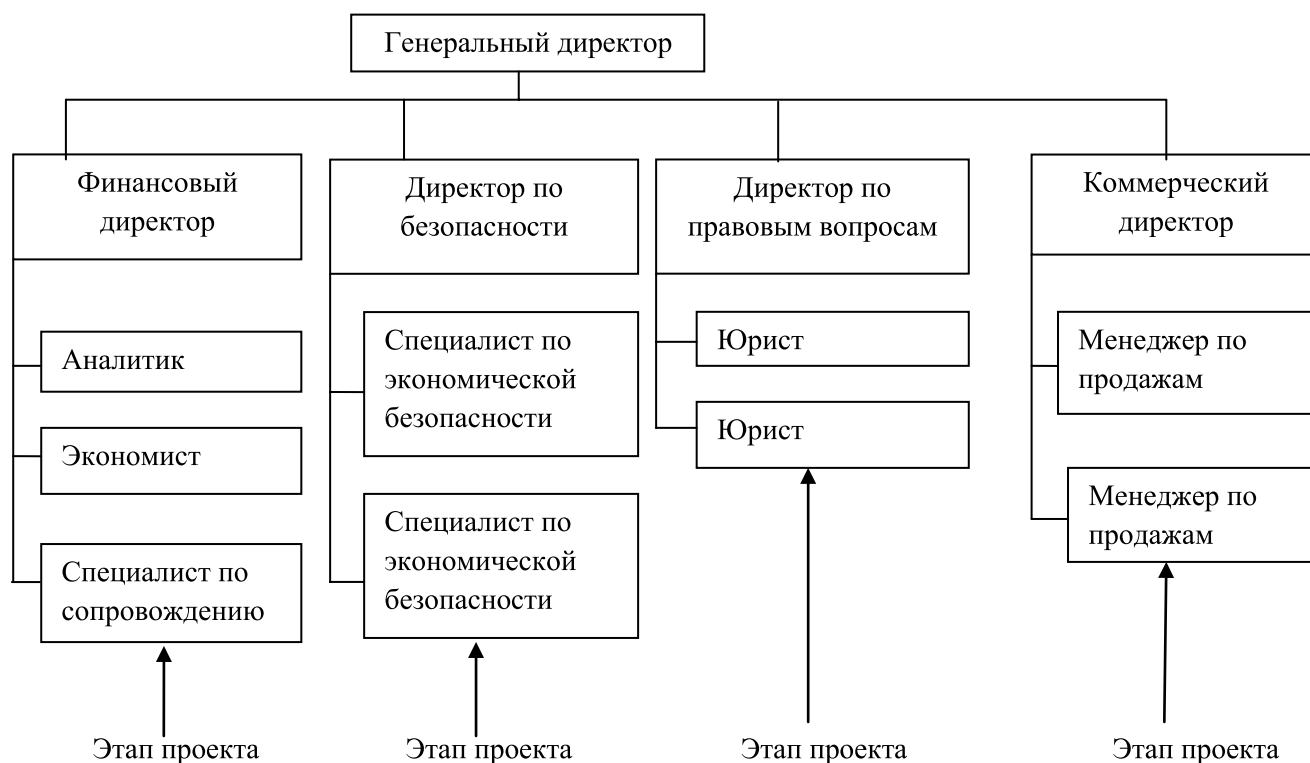 Генеральный директор
Финансовый
директор
Директор по
безопасности
Директор по
правовым вопросам
Коммерческий
директор
Аналитик
Экономист
Специалист по
сопровождению
Специалист по
экономической
безопасности
Специалист по
экономической
безопасности
Юрист
Юрист
Менеджер по
продажам
Менеджер по
продажам
Этап проекта
Этап проекта
Этап проекта
Этап проекта